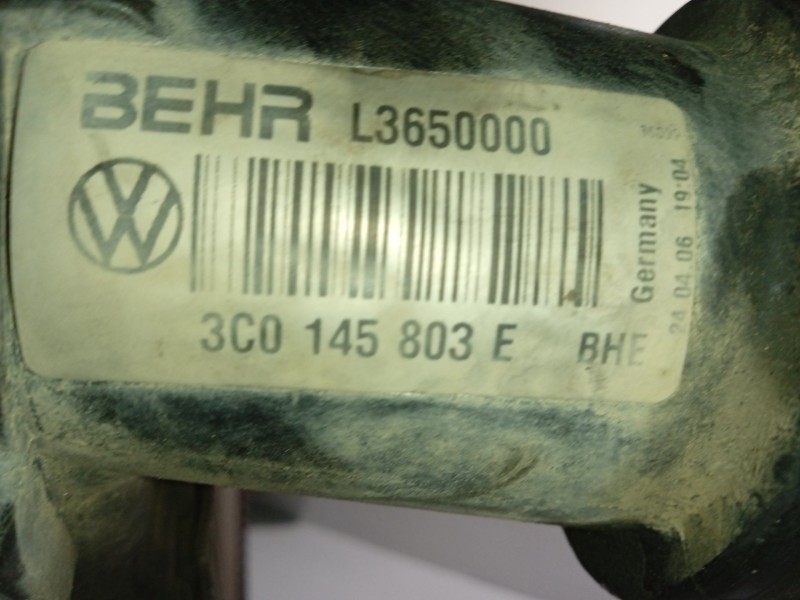 BEHR L3650000
3C0 145 803 E BHE
Germany
24 04 06 19:04